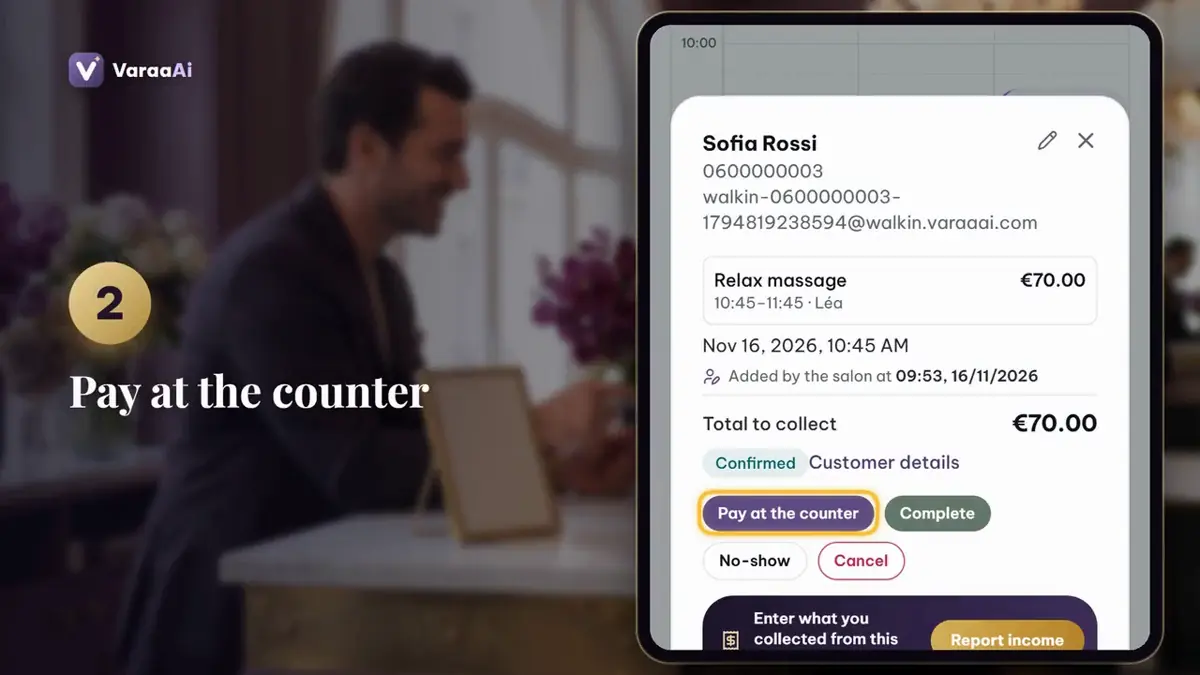 VaraaAi
2
Pay at the counter
10:00
Sofia Rossi
0600000003
walkin-0600000003-
1794819238594@walkin.varaaai.com
Relax massage €70.00
10:45–11:45 · Léa
Nov 16, 2026, 10:45 AM
Added by the salon at 09:53, 16/11/2026
Total to collect €70.00
Confirmed Customer details
Pay at the counter Complete
No-show Cancel
Enter what you
collected from this
Report income